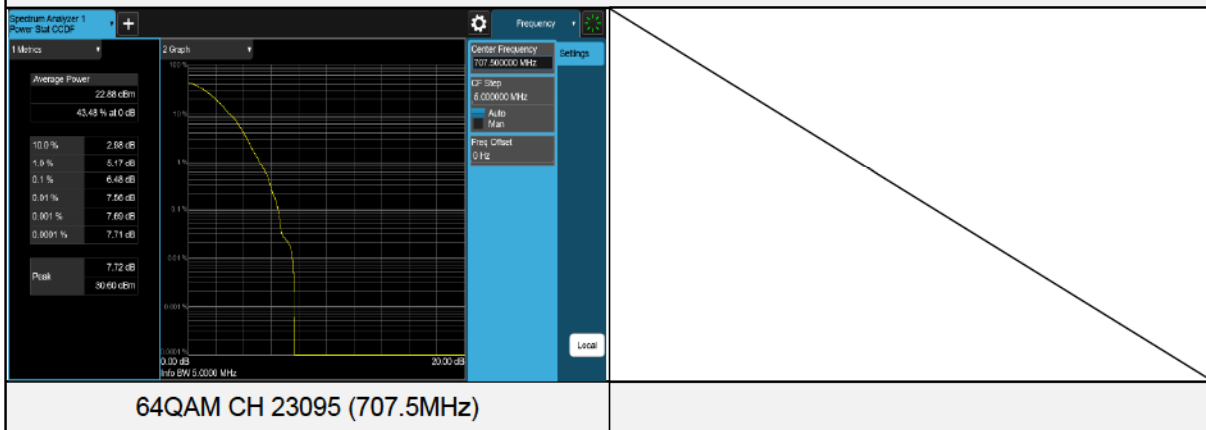 Spectrum Analyzer 1
Power Stat CCDF
Frequency
1 Metrics
2 Graph
Average Power
22.88 dBm
43.48 % at 0 dB
10.0 % 2.98 dB
1.0 % 5.17 dB
0.1 % 6.48 dB
0.01 % 7.56 dB
0.001 % 7.69 dB
0.0001 % 7.71 dB
Peak 7.72 dB
30.60 dBm
100 %
10 %
1 %
0.1 %
0.01 %
0.001 %
0.0001 %
0.00 dB 20.00 dB
Info BW 5.0000 MHz
Center Frequency
707.500000 MHz
Settings
CF Step
5.000000 MHz
Auto
Man
Freq Offset
0 Hz
Local
64QAM CH 23095 (707.5MHz)